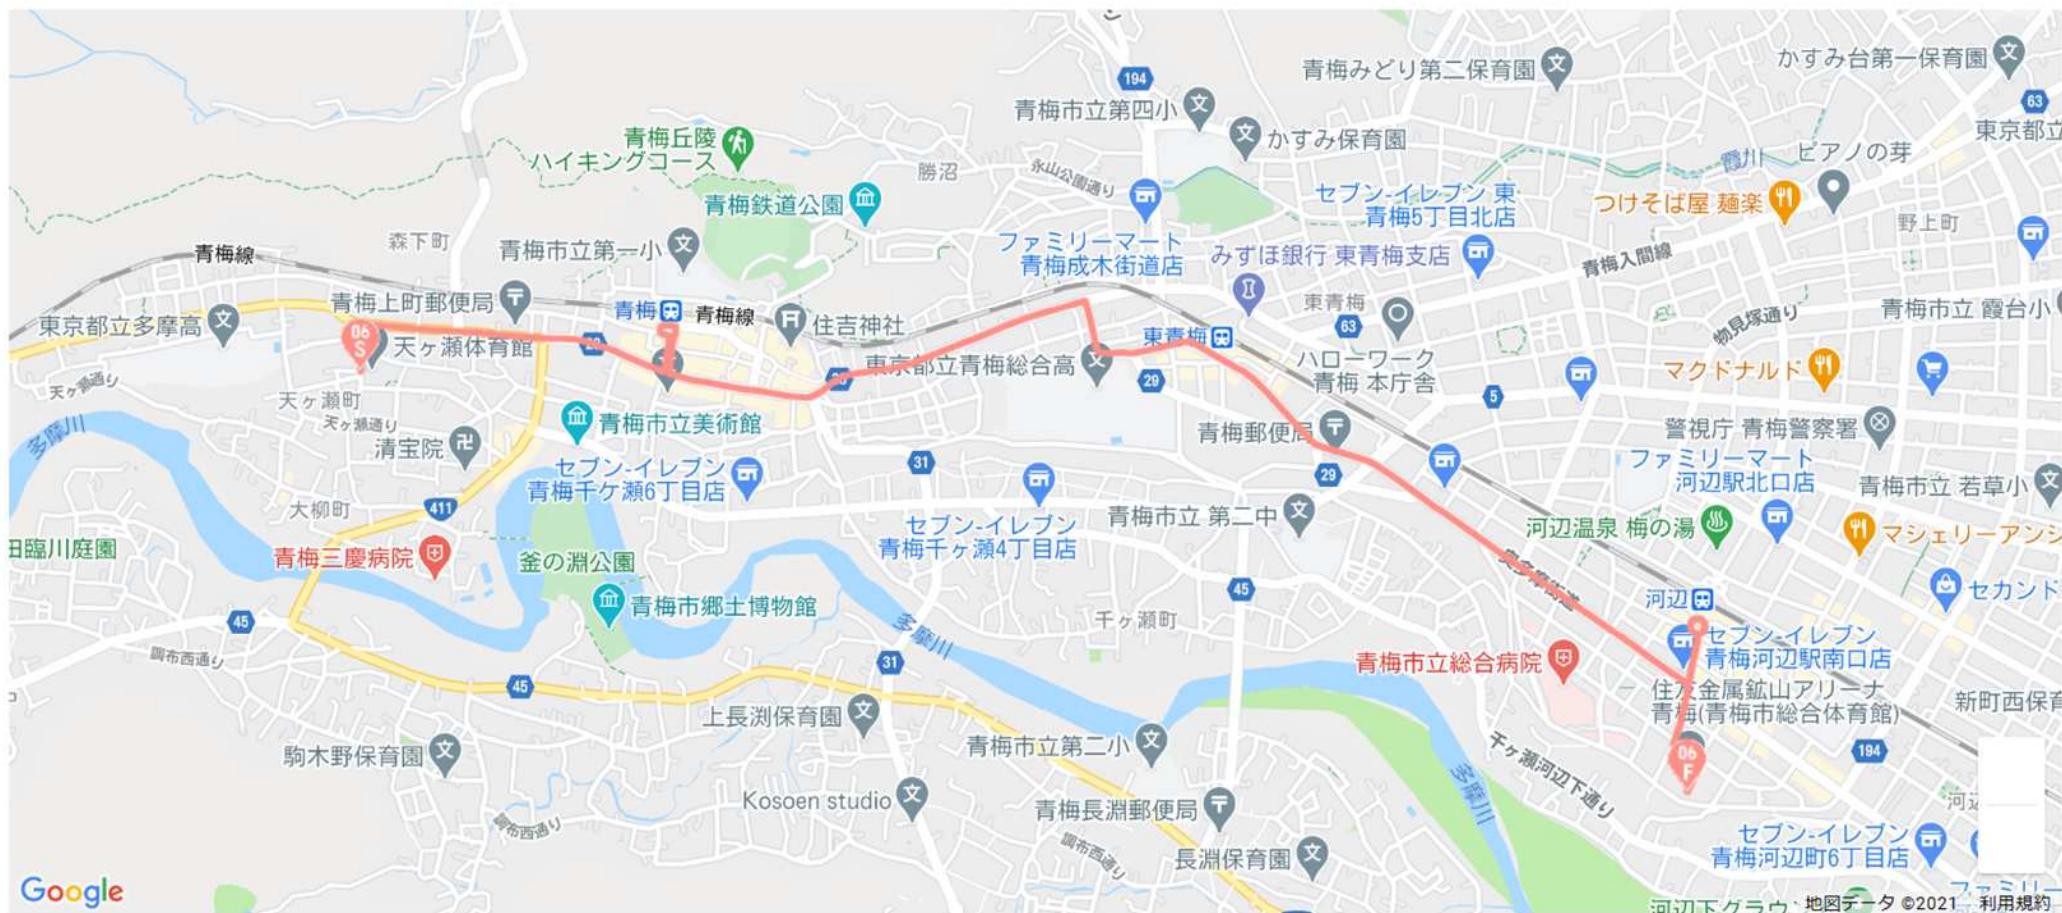 194
青梅みどり第二保育園
かすみ台第一保育園
63
青梅市立第四小
かすみ保育園
東京都立
青梅丘陵
ハイキングコース
勝沼
永山公園通り
霞川
ピアノの芽
青梅鉄道公園
セブン-イレブン 東
青梅5丁目北店
つけそば屋 麺楽
野上町
森下町
青梅線
青梅市立第一小
ファミリーマート
青梅成木街道店
みずほ銀行 東青梅支店
青梅入間線
青梅上町郵便局
青梅
青梅線
住吉神社
東青梅
63
青梅市立 霞台小
物見塚通り
東京都立多摩高
06
S
天ヶ瀬体育館
東京都立青梅総合高
東青梅
29
ハローワーク
青梅 本庁舎
マクドナルド
天ヶ瀬通り
天ヶ瀬町
天ヶ瀬通り
5
青梅市立美術館
青梅郵便局
警視庁 青梅警察署
多摩川
清宝院
31
29
ファミリーマート
河辺駅北口店
セブン-イレブン
青梅千ケ瀬6丁目店
青梅市立 若草小
大柳町
411
セブン-イレブン
青梅千ヶ瀬4丁目店
青梅市立 第二中
河辺温泉 梅の湯
マシェリーアンシ
田臨川庭園
青梅三慶病院
釜の淵公園
奥多摩街道
45
セカンド
青梅市郷土博物館
千ヶ瀬町
河辺
45
多摩川
セブン-イレブン
青梅河辺駅南口店
調布西通り
31
青梅市立総合病院
45
住友金属鉱山アリーナ
青梅(青梅市総合体育館)
新町西保育
上長渕保育園
青梅市立第二小
194
駒木野保育園
06
F
千ヶ瀬河辺下通り
多摩川
Kosoen studio
青梅長淵郵便局
調布西通り
調布西通り
長淵保育園
セブン-イレブン
青梅河辺町6丁目店
Google
ファミリー
河辺下グラウ
地図データ ©2021
利用規約